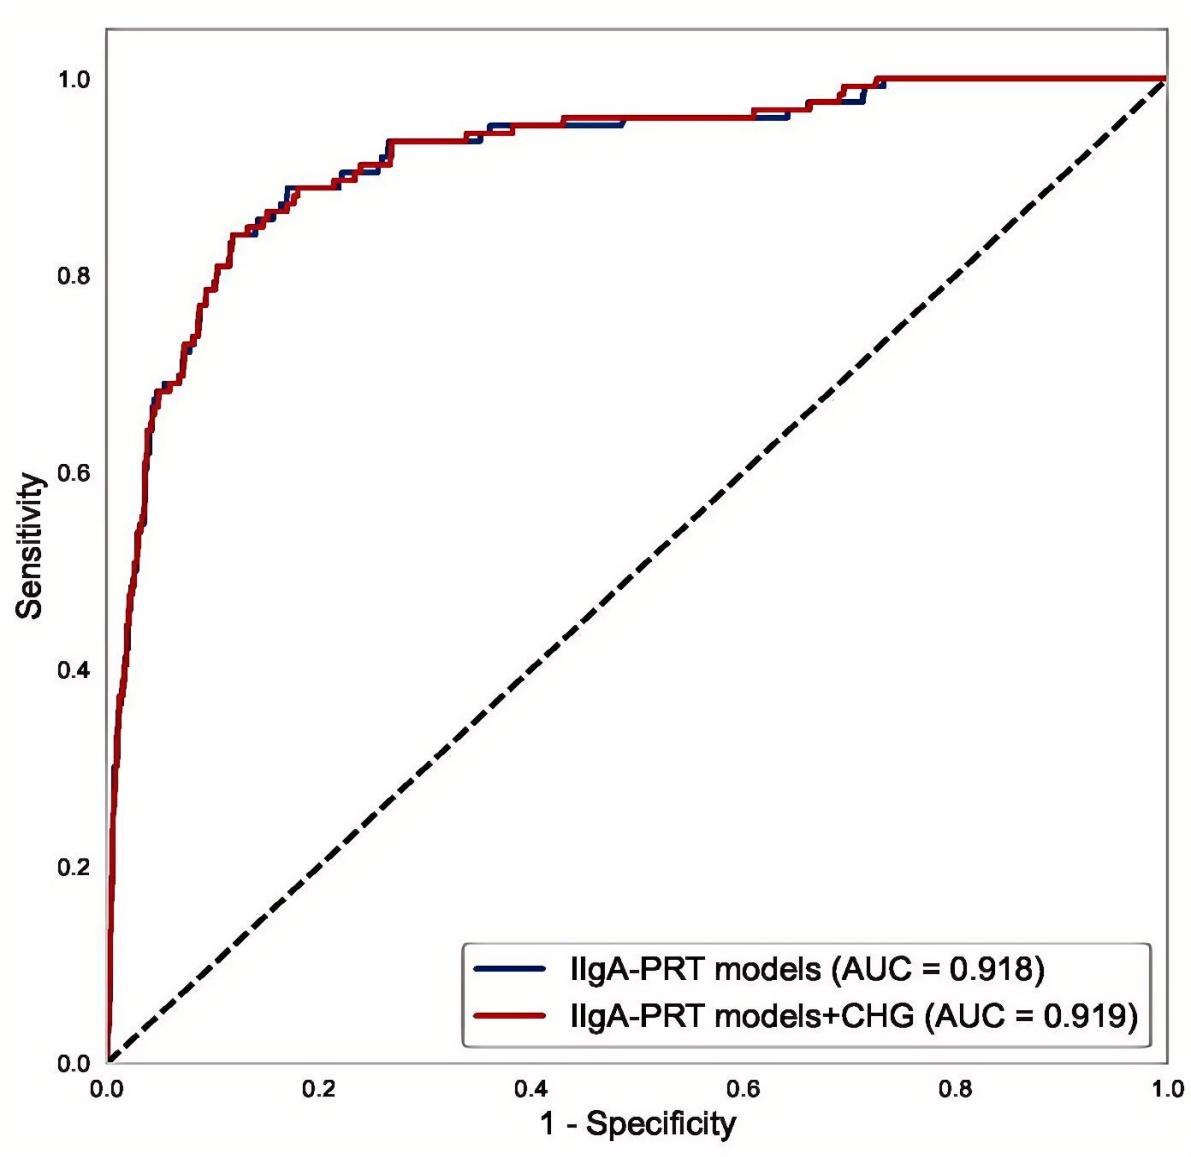 1.0
0.8
0.6
0.4
0.2
0.0
Sensitivity
IIgA-PRT models (AUC = 0.918)
IIgA-PRT models+CHG (AUC = 0.919)
0.0 0.2 0.4 0.6 0.8 1.0
1 - Specificity